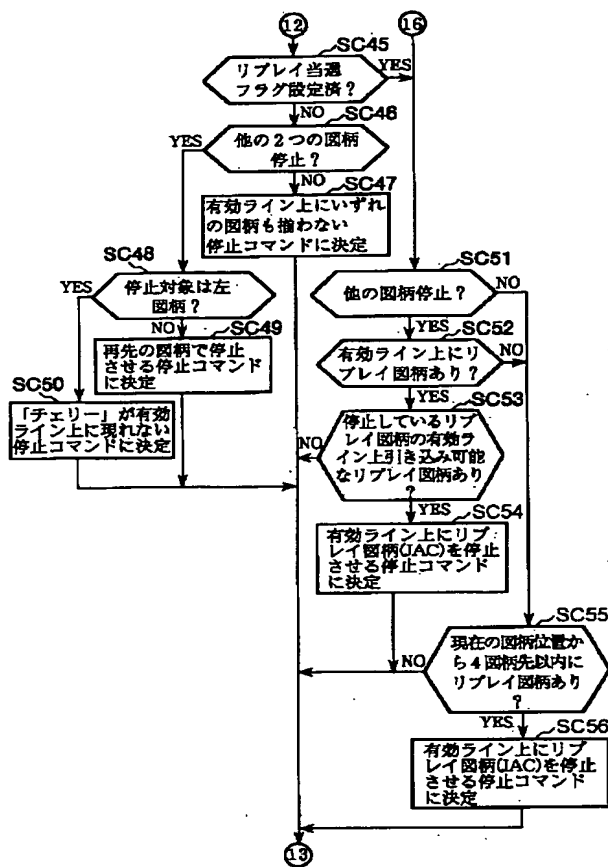 12
16
SC45
リプレイ当選
フラグ設定済?
YES
NO
SC46
他の2つの図柄
停止?
YES
NO
SC47
有効ライン上にいずれ
の図柄も揃わない
停止コマンドに決定
SC48
停止対象は左
図柄?
YES
NO
SC49
再先の図柄で停止
させる停止コマンド
に決定
SC50
「チェリー」が有効
ライン上に現れない
停止コマンドに決定
SC51
他の図柄停止?
NO
YES
SC52
有効ライン上にリ
プレイ図柄あり?
NO
YES
SC53
停止しているリプ
レイ図柄の有効ライ
ン上引き込み可能
なリプレイ図柄あり
?
NO
YES
SC54
有効ライン上にリ
プレイ図柄(JAC)を停止
させる停止コマンド
に決定
SC55
現在の図柄位置か
ら4図柄先以内に
リプレイ図柄あり
?
NO
YES
SC56
有効ライン上にリプ
レイ図柄(JAC)を停止
させる停止コマンド
に決定
13